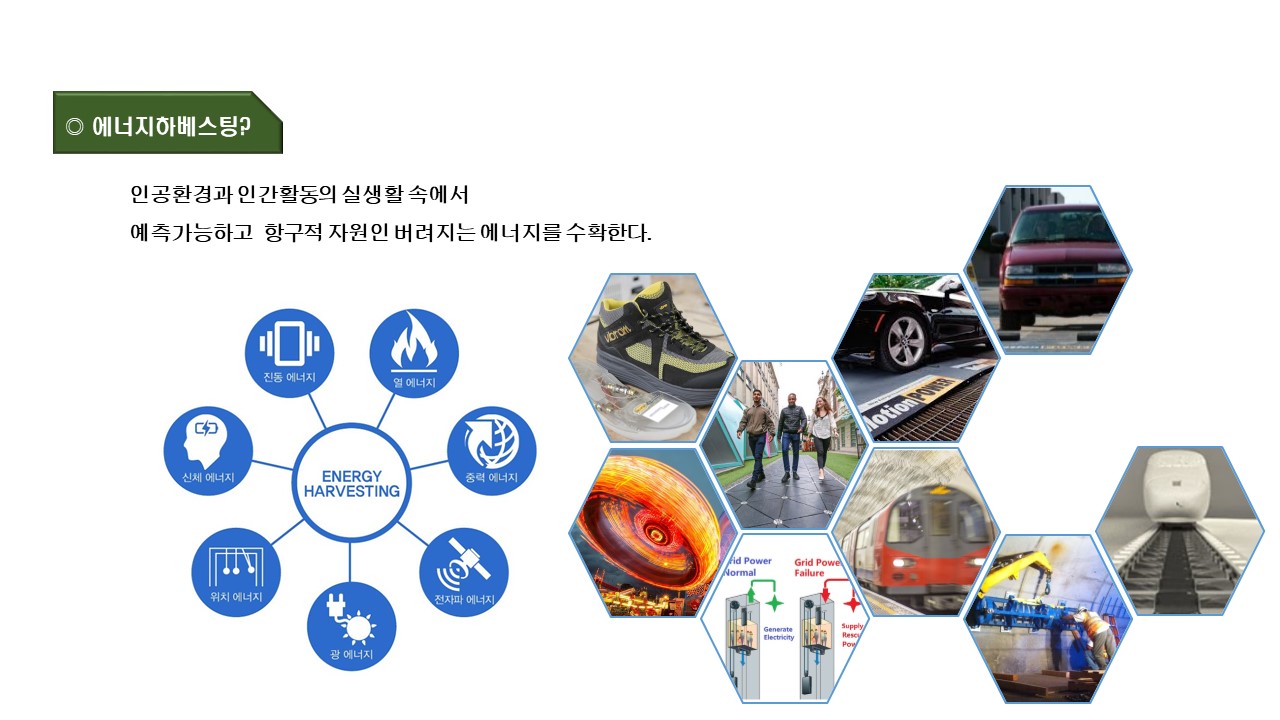 ◎ 에너지하베스팅?
인공환경과 인간활동의 실생활 속에서
예측가능하고 항구적 자원인 버려지는 에너지를 수확한다.
진동 에너지
열 에너지
신체 에너지
ENERGY
HARVESTING
중력 에너지
위치 에너지
전자파 에너지
광 에너지
vibram
MotionPOWER
Grid Power
Normal
Grid Power
Failure
Generate
Electricity
Supply